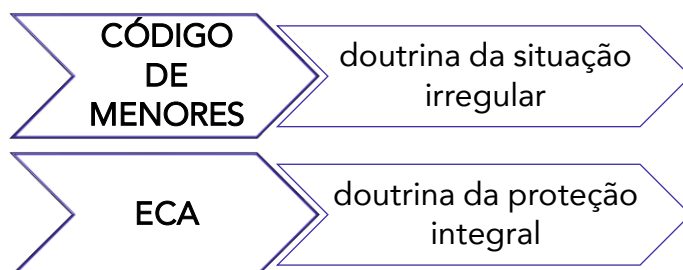 CÓDIGO
DE
MENORES
doutrina da situação
irregular
ECA
doutrina da proteção
integral